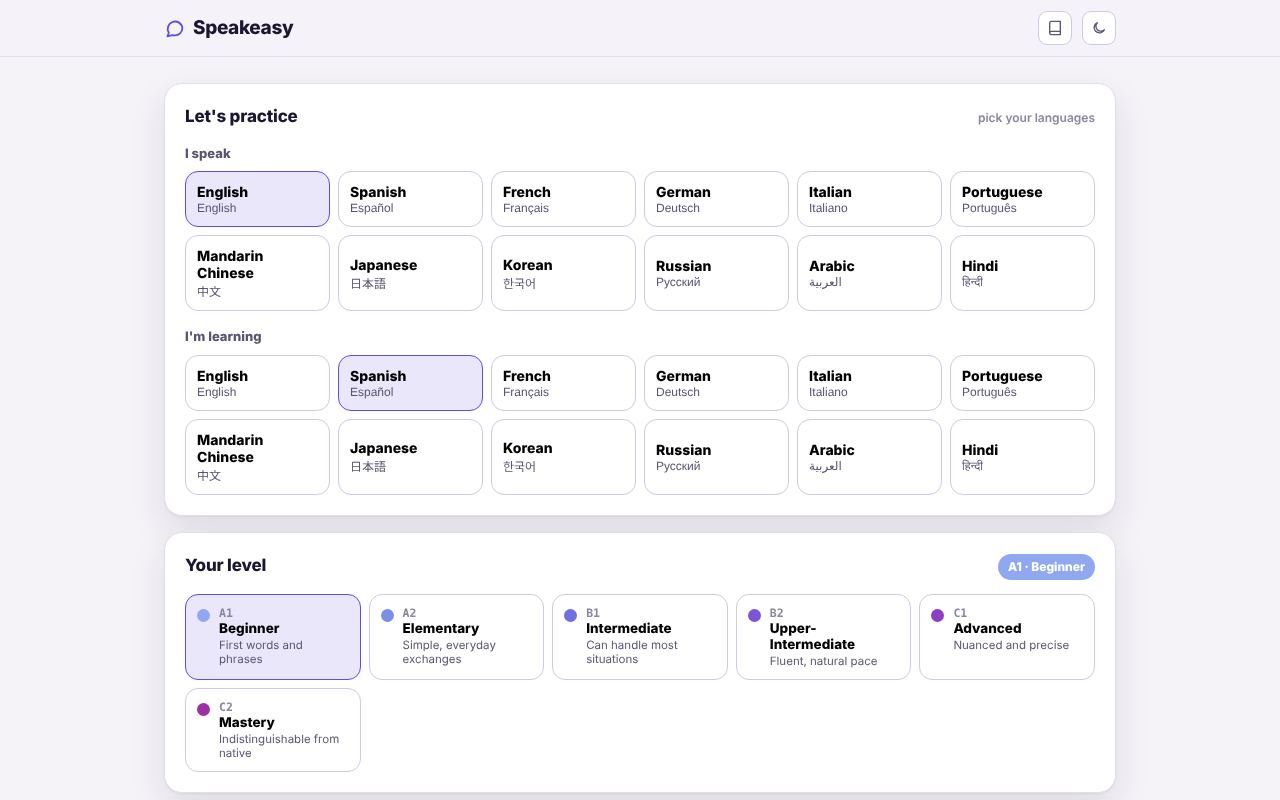 Speakeasy
Let's practice
pick your languages
I speak
English
English
Spanish
Español
French
Français
German
Deutsch
Italian
Italiano
Portuguese
Português
Mandarin
Chinese
中文
Japanese
日本語
Korean
한국어
Russian
Русский
Arabic
العربية
Hindi
हिन्दी
I'm learning
English
English
Spanish
Español
French
Français
German
Deutsch
Italian
Italiano
Portuguese
Português
Mandarin
Chinese
中文
Japanese
日本語
Korean
한국어
Russian
Русский
Arabic
العربية
Hindi
हिन्दी
Your level
A1 · Beginner
A1
Beginner
First words and
phrases
A2
Elementary
Simple, everyday
exchanges
B1
Intermediate
Can handle most
situations
B2
Upper-
Intermediate
Fluent, natural pace
C1
Advanced
Nuanced and precise
C2
Mastery
Indistinguishable from
native